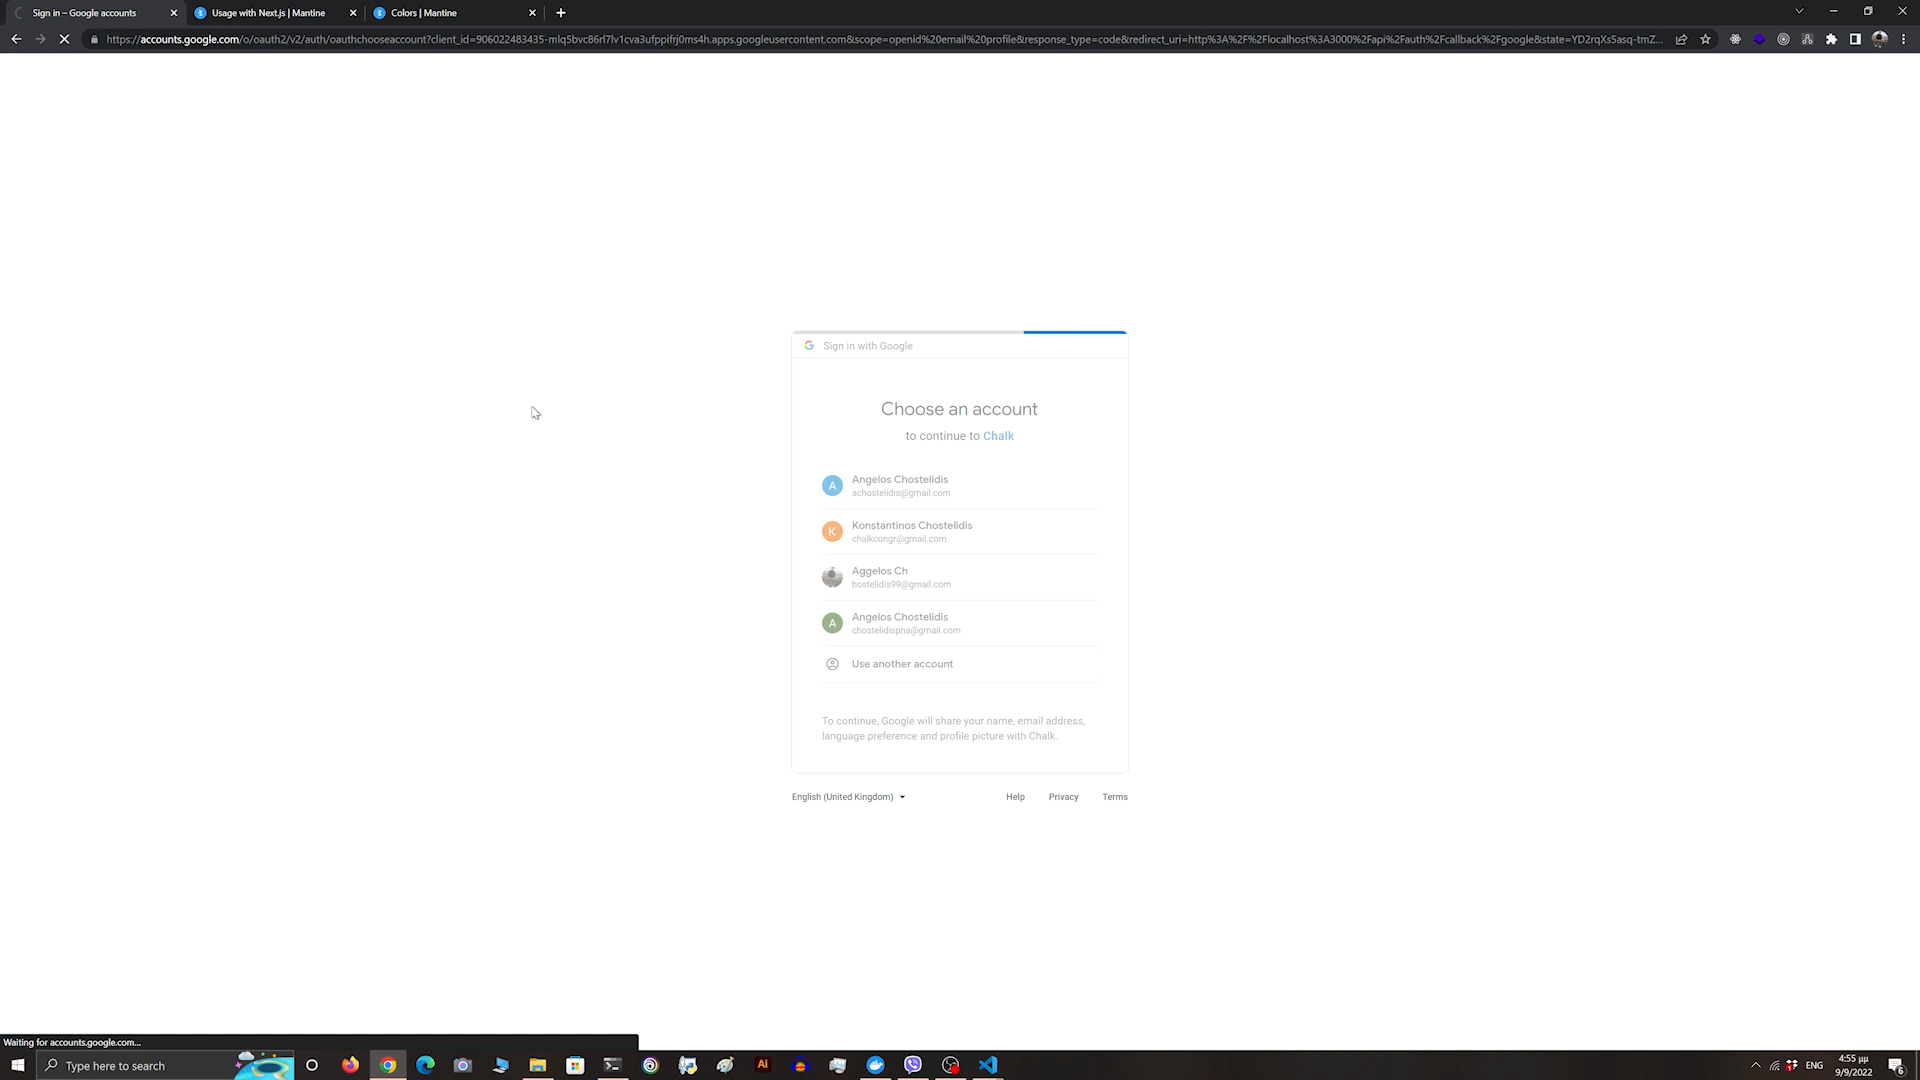 Sign in – Google accounts
Usage with Next.js | Mantine
Colors | Mantine
https://accounts.google.com/o/oauth2/v2/auth/oauthchooseaccount?client_id=906022483435-mlq5bvc86rl7lv1cva3ufppifrj0ms4h.apps.googleusercontent.com&scope=openid%20email%20profile&response_type=code&redirect_uri=http%3A%2F%2Flocalhost%3A3000%2Fapi%2Fauth%2Fcallback%2Fgoogle&state=YD2rqXs5asq-tmZ...
G Sign in with Google
Choose an account
to continue to Chalk
A Angelos Chostelidis
achostelidis@gmail.com
K Konstantinos Chostelidis
chalkcongr@gmail.com
Aggelos Ch
hostelidis99@gmail.com
A Angelos Chostelidis
chostelidispna@gmail.com
Use another account
To continue, Google will share your name, email address,
language preference and profile picture with Chalk.
English (United Kingdom)
Help Privacy Terms
Waiting for accounts.google.com...
Type here to search
Ai
ENG
4:55 μμ
9/9/2022
6